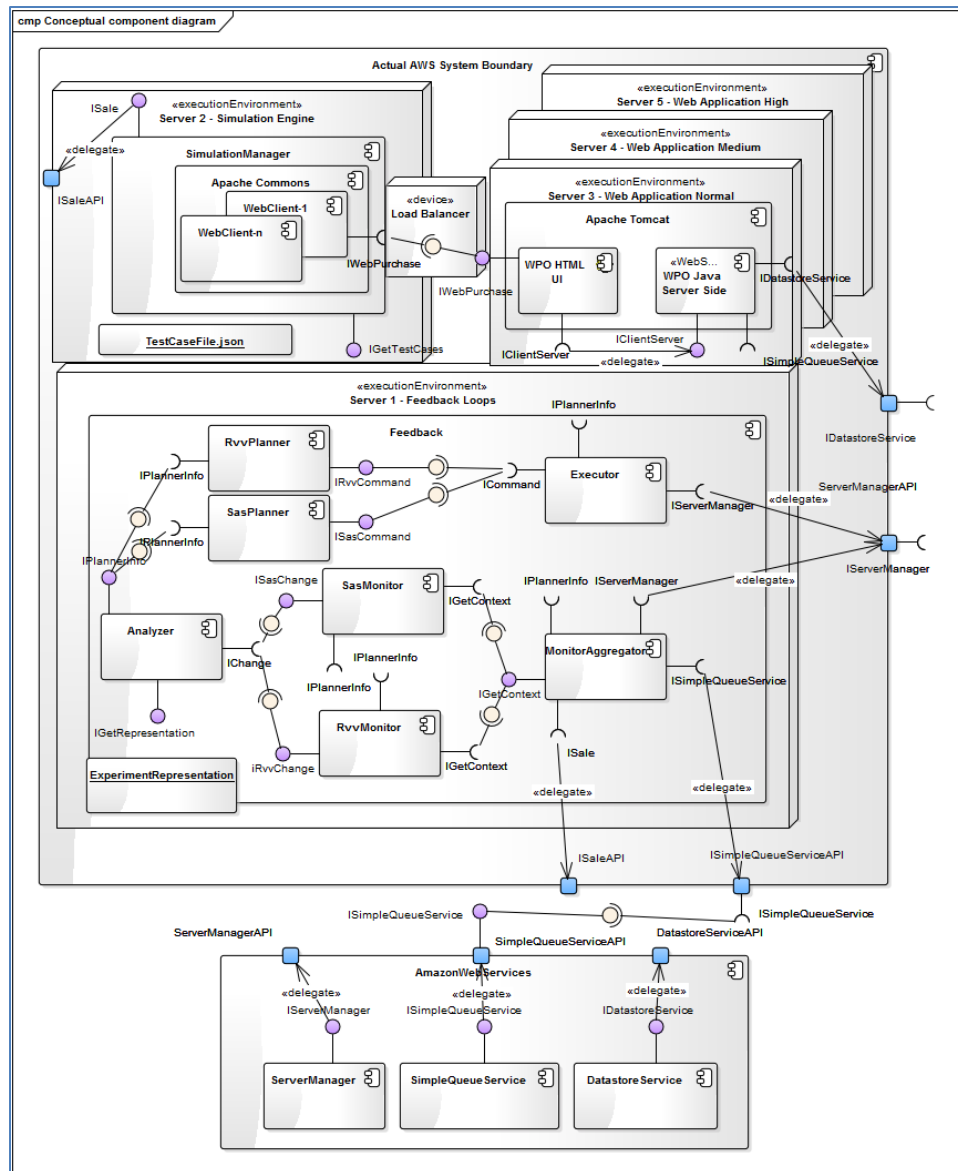 cmp Conceptual component diagram
Actual AWS System Boundary
«executionEnvironment»
Server 2 - Simulation Engine
ISale
«delegate»
ISaleAPI
SimulationManager
Apache Commons
WebClient-1
WebClient-n
IWebPurchase
TestCaseFile.json
IGetTestCases
«device»
Load Balancer
IWebPurchase
Server 5 - Web Application High
«executionEnvironment»
Server 4 - Web Application Medium
«executionEnvironment»
Server 3 - Web Application Normal
Apache Tomcat
WPO HTML
UI
«WebS...
WPO Java
Server Side
IDatastoreService
IClientServer
«delegate»
IClientServer
ISimpleQueueService
«delegate»
IDatastoreService
«executionEnvironment»
Server 1 - Feedback Loops
Feedback
IPlannerInfo
RvvPlanner
IPlannerInfo
IRvvCommand
ICommand
Executor
IServerManager
«delegate»
ServerManagerAPI
IServerManager
SasPlanner
IPlannerInfo
ISasCommand
IPlannerInfo
Analyzer
IChange
IGetRepresentation
ISasChange
SasMonitor
IGetContext
IPlannerInfo
IPlannerInfo
IPlannerInfo
IServerManager
«delegate»
MonitorAggregator
ISimpleQueueService
IGetContext
RvvMonitor
iRvvChange
IGetContext
ISale
ExperimentRepresentation
«delegate»
«delegate»
ISaleAPI
ISimpleQueueServiceAPI
ISimpleQueueService
ISimpleQueueService
ServerManagerAPI
SimpleQueueServiceAPI
DatastoreServiceAPI
AmazonWebServices
«delegate»
IServerManager
«delegate»
ISimpleQueueService
«delegate»
IDatastoreService
ServerManager
SimpleQueueService
DatastoreService